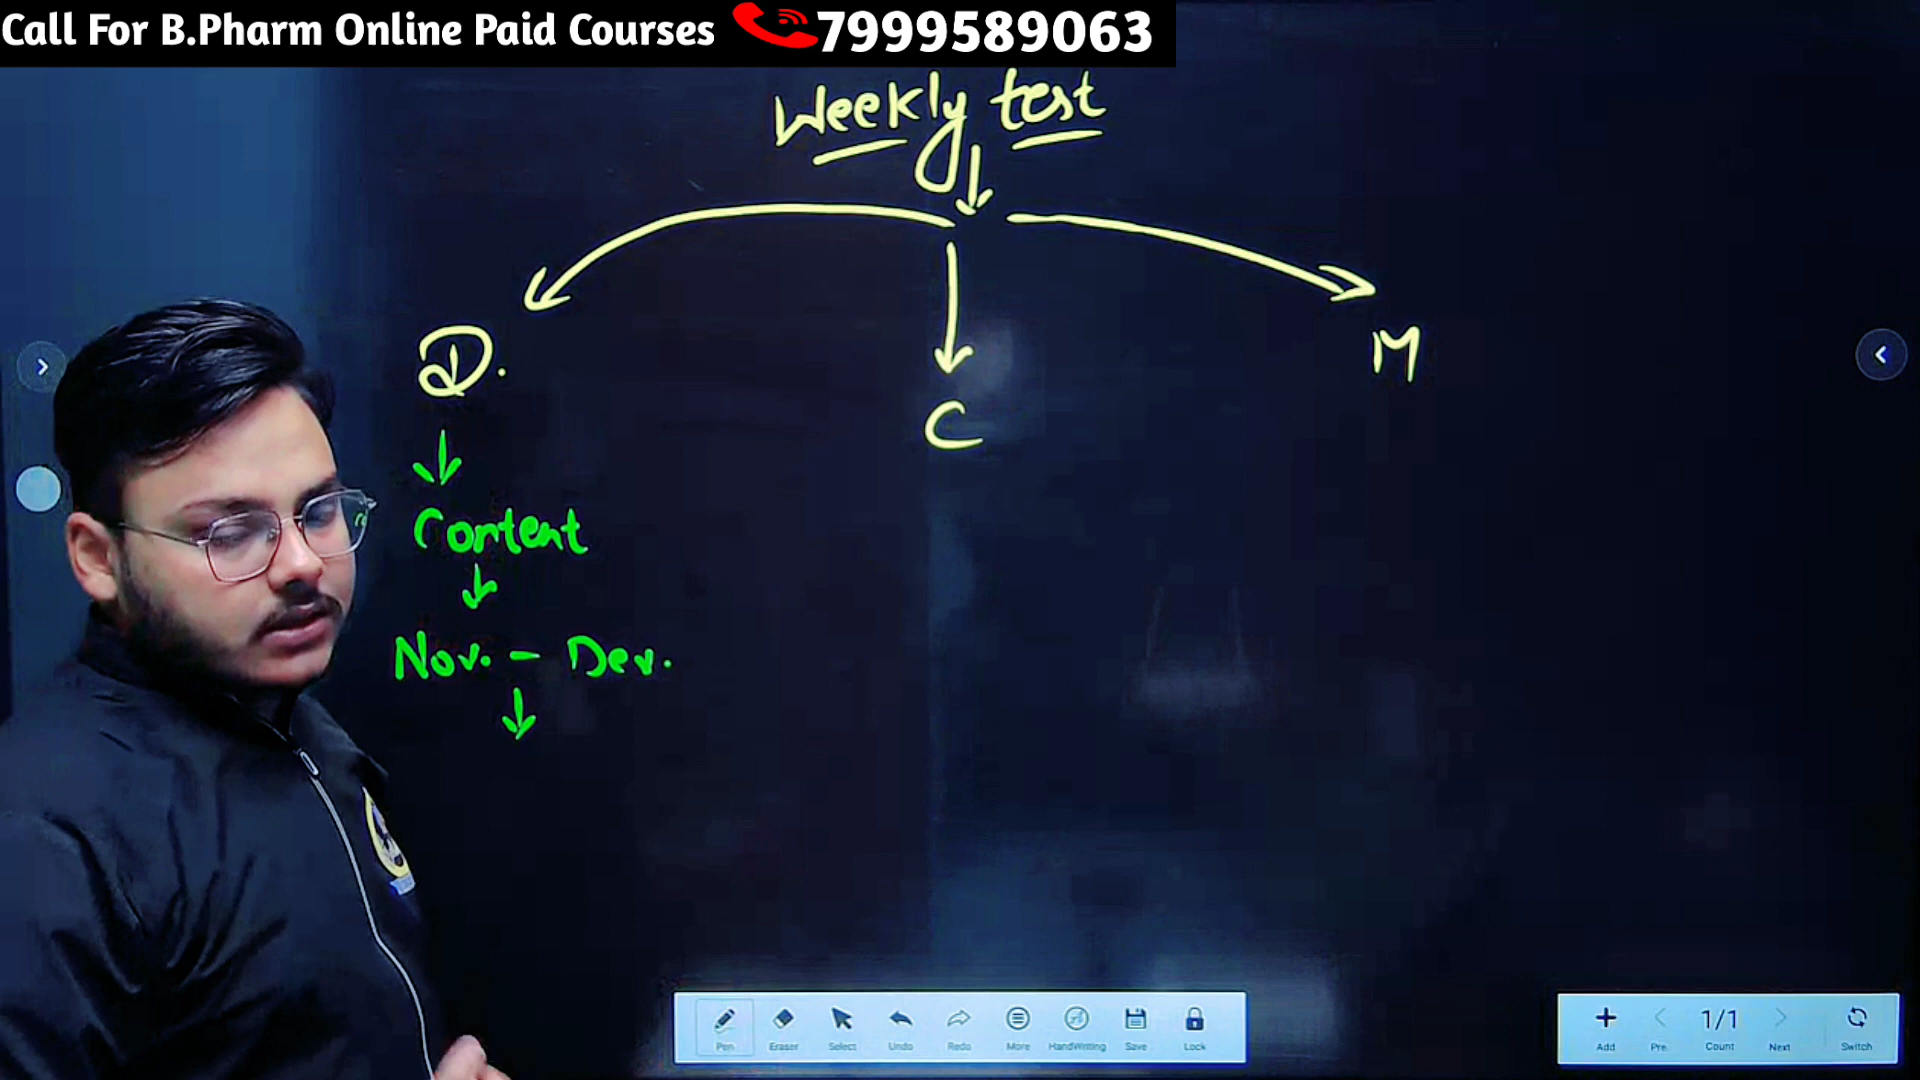 Call For B.Pharm Online Paid Courses 7999589063
Weekly test
D.
C
M
Content
Nov. - Dev.
Pen Eraser Select Undo Redo More HandWriting Save Lock
1/1
Add Pre Count Next Switch